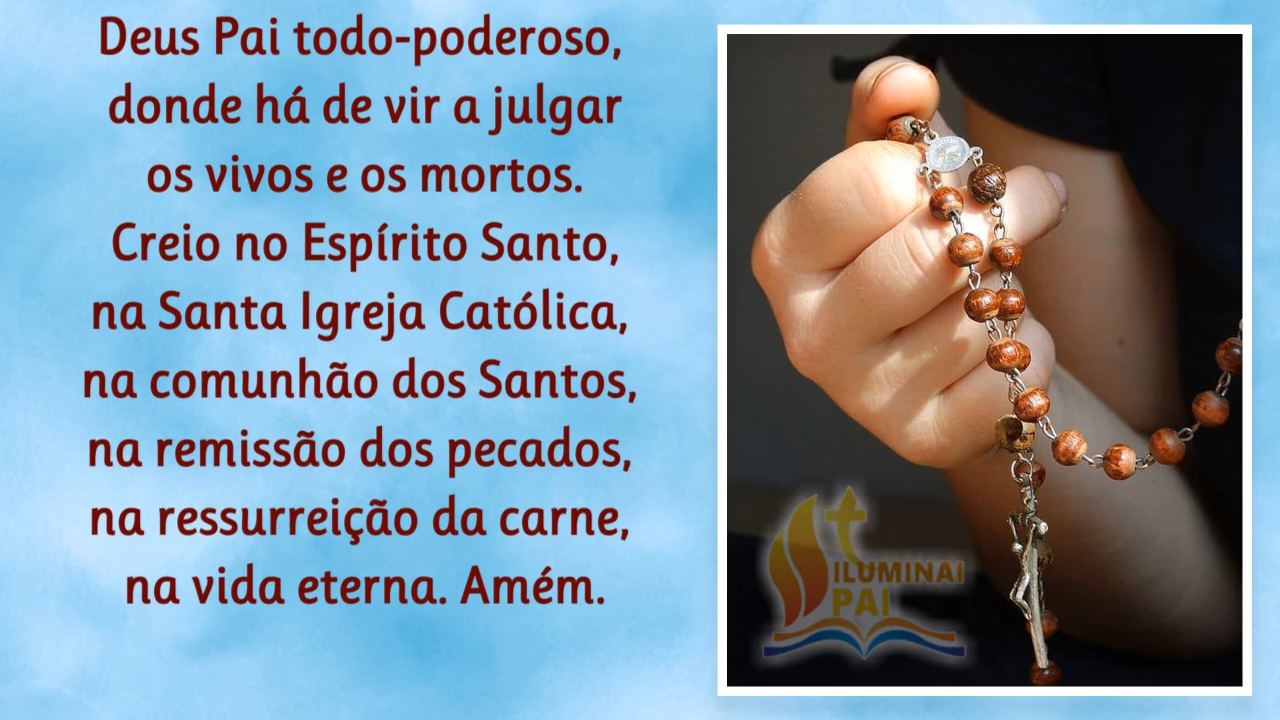 Deus Pai todo-poderoso,
donde há de vir a julgar
os vivos e os mortos.
Creio no Espírito Santo,
na Santa Igreja Católica,
na comunhão dos Santos,
na remissão dos pecados,
na ressurreição da carne,
na vida eterna. Amém.
ILUMINAI
PAI